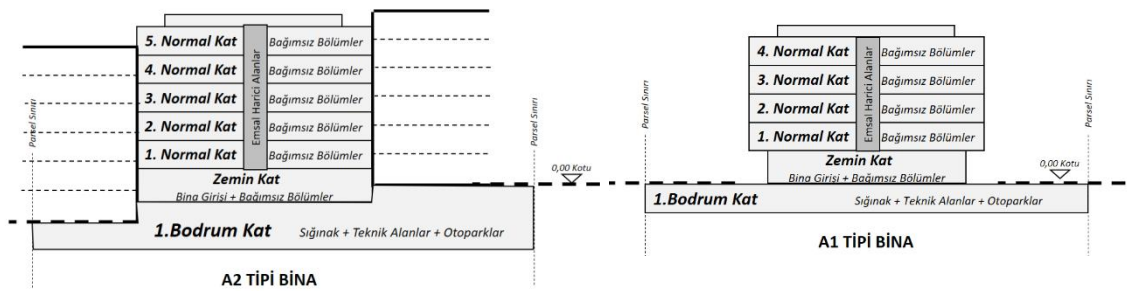 5. Normal Kat Bağımsız Bölümler
4. Normal Kat Bağımsız Bölümler
3. Normal Kat Bağımsız Bölümler
2. Normal Kat Bağımsız Bölümler
1. Normal Kat Bağımsız Bölümler
Emsal Harici Alanlar
Zemin Kat
Bina Girişi + Bağımsız Bölümler
1.Bodrum Kat Sığınak + Teknik Alanlar + Otoparklar
Parsel Sınırı
Parsel Sınırı
0,00 Kotu
A2 TİPİ BİNA
4. Normal Kat Bağımsız Bölümler
3. Normal Kat Bağımsız Bölümler
2. Normal Kat Bağımsız Bölümler
1. Normal Kat Bağımsız Bölümler
Emsal Harici Alanlar
Zemin Kat
Bina Girişi + Bağımsız Bölümler
1.Bodrum Kat Sığınak + Teknik Alanlar + Otoparklar
Parsel Sınırı
Parsel Sınırı
0,00 Kotu
A1 TİPİ BİNA